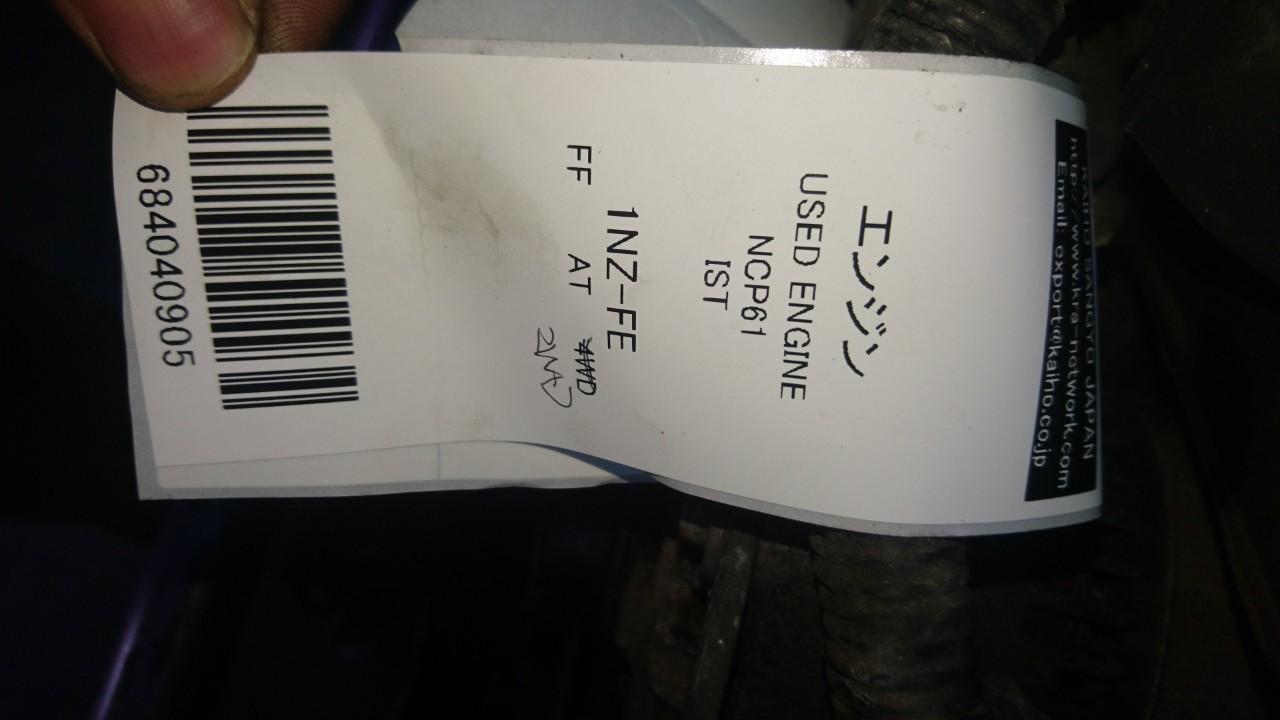 KAIHO SANGYO JAPAN
http://www.kra-network.com
Email: export@kaiho.co.jp
エンジン
USED ENGINE
NCP61
IST
1NZ-FE
FF AT 4WD
2WD
684040905